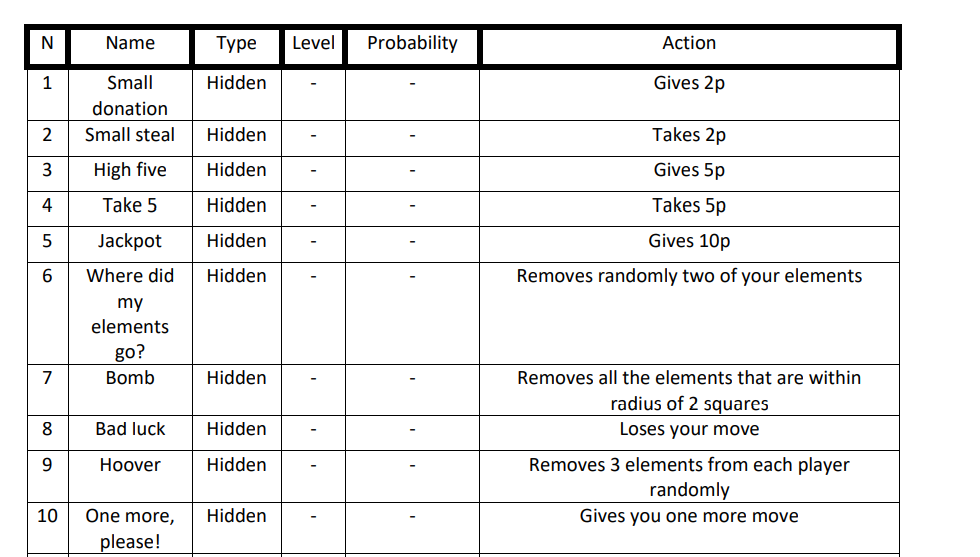 N Name Type Level Probability Action
1 Small donation Hidden - - Gives 2p
2 Small steal Hidden - - Takes 2p
3 High five Hidden - - Gives 5p
4 Take 5 Hidden - - Takes 5p
5 Jackpot Hidden - - Gives 10p
6 Where did my elements go? Hidden - - Removes randomly two of your elements
7 Bomb Hidden - - Removes all the elements that are within radius of 2 squares
8 Bad luck Hidden - - Loses your move
9 Hoover Hidden - - Removes 3 elements from each player randomly
10 One more, please! Hidden - - Gives you one more move